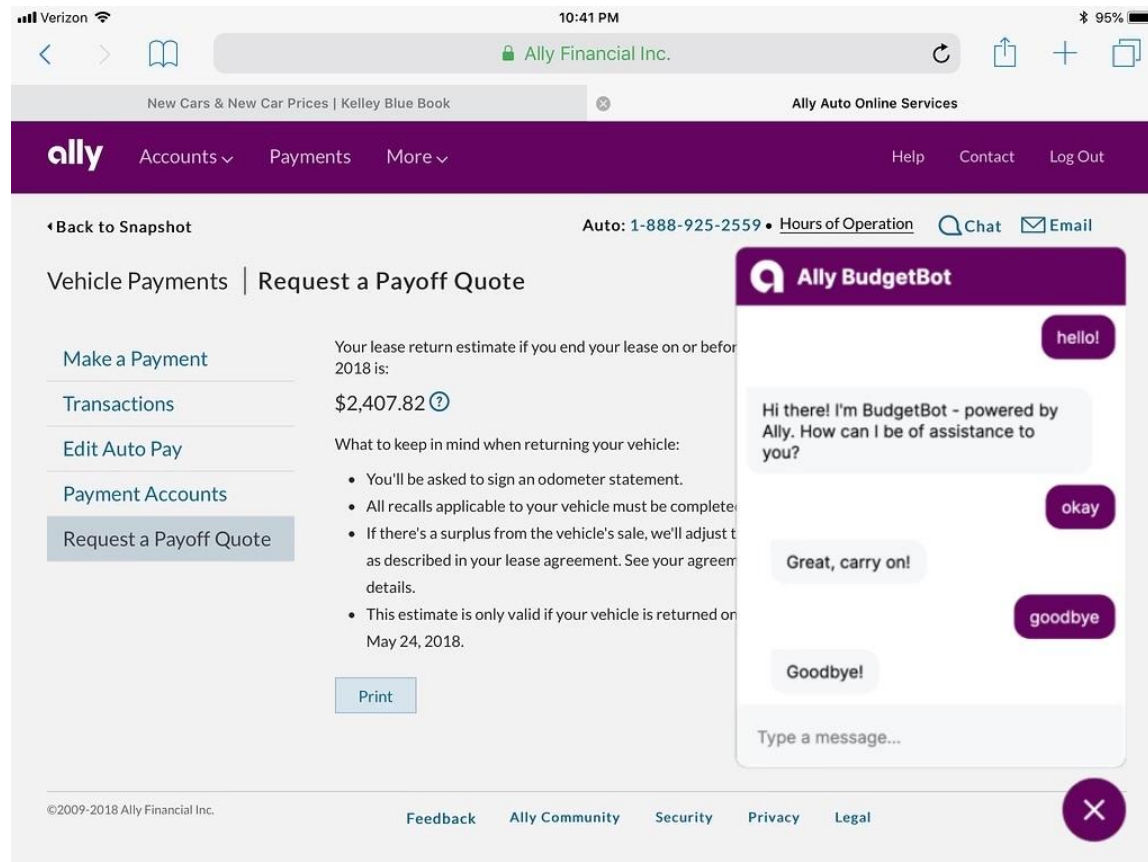 Verizon 10:41 PM 95%
Ally Financial Inc.
New Cars & New Car Prices | Kelley Blue Book Ally Auto Online Services
ally Accounts Payments More Help Contact Log Out
Back to Snapshot Auto: 1-888-925-2559 • Hours of Operation Chat Email
Vehicle Payments | Request a Payoff Quote
Make a Payment
Transactions
Edit Auto Pay
Payment Accounts
Request a Payoff Quote
Your lease return estimate if you end your lease on or before
2018 is:
$2,407.82 ?
What to keep in mind when returning your vehicle:
• You'll be asked to sign an odometer statement.
• All recalls applicable to your vehicle must be complete
• If there's a surplus from the vehicle's sale, we'll adjust
as described in your lease agreement. See your
details.
• This estimate is only valid if your vehicle is returned
May 24, 2018.
Print
Ally BudgetBot
hello!
Hi there! I'm BudgetBot - powered by
Ally. How can I be of assistance to
you?
okay
Great, carry on!
goodbye
Goodbye!
Type a message...
©2009-2018 Ally Financial Inc.
Feedback Ally Community Security Privacy Legal